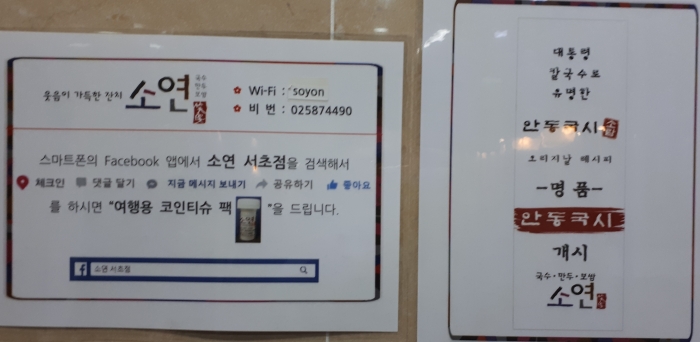 웃음이 가득한 잔치 소연
국수
만두
보쌈
Wi-Fi : soyon
비 번 : 025874490
스마트폰의 Facebook 앱에서 소연 서초점을 검색해서
체크인 댓글 달기 지금 메시지 보내기 공유하기 좋아요
를 하시면 "여행용 코인티슈 팩 "을 드립니다.
f 소연 서초점
대통령
칼국수로
유명한
안동국시
오리지날 레시피
-명 품-
안동국시
개시
국수·만두·보쌈
소연